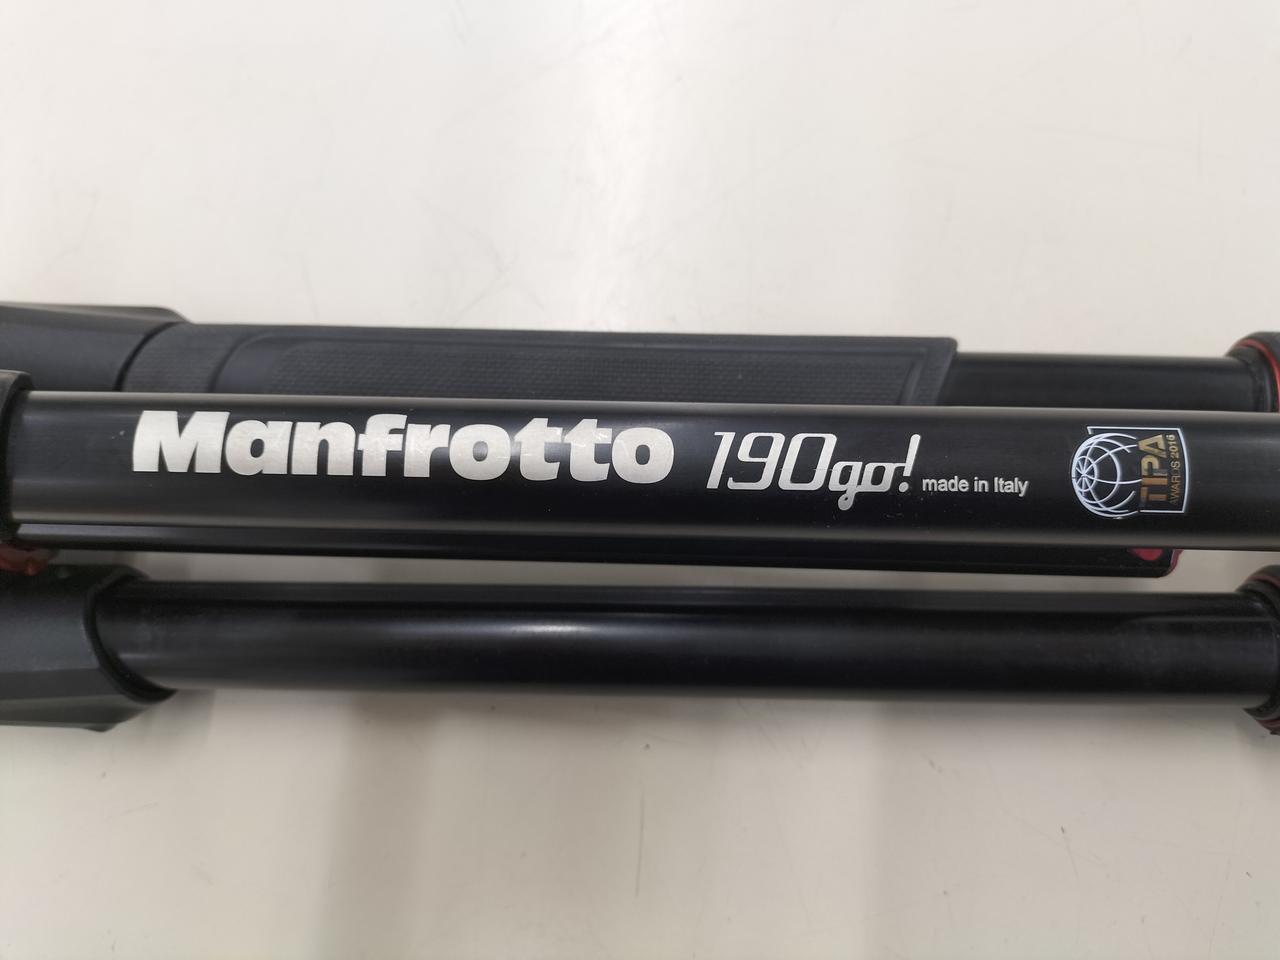 Manfrotto 190go! made in Italy
TIPA
AWARDS 2016